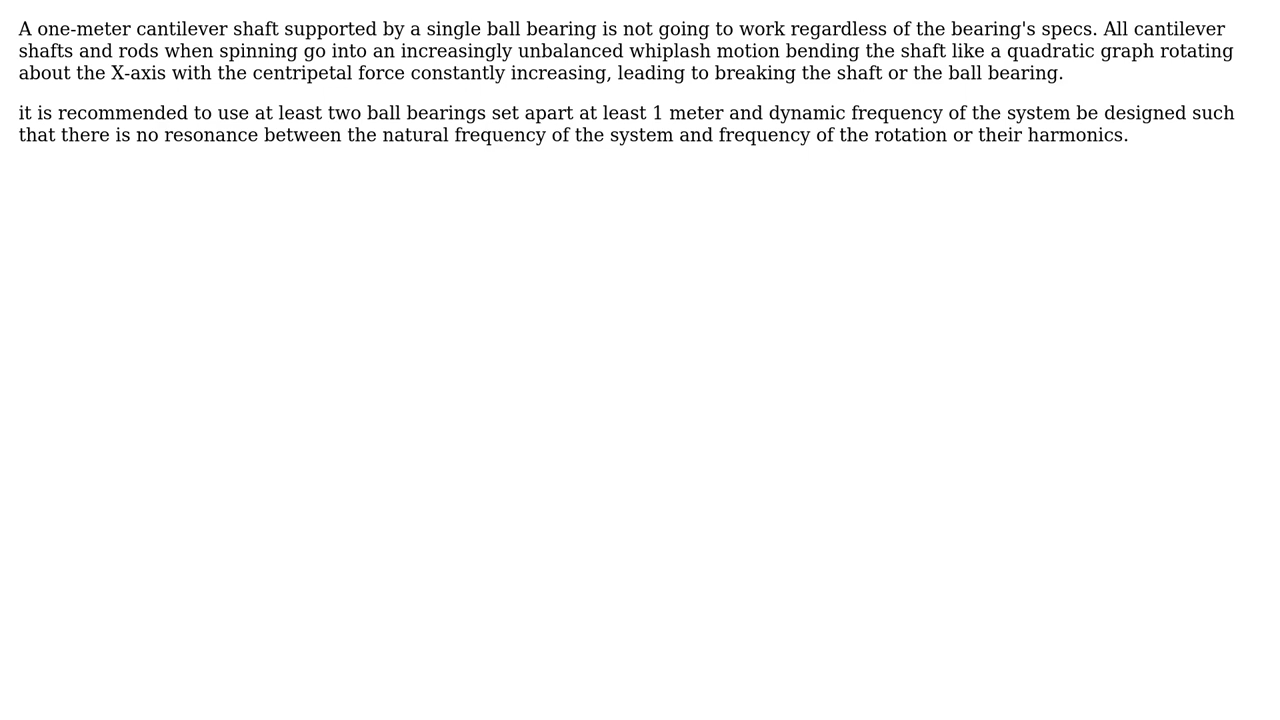 A one-meter cantilever shaft supported by a single ball bearing is not going to work regardless of the bearing's specs. All cantilever
shafts and rods when spinning go into an increasingly unbalanced whiplash motion bending the shaft like a quadratic graph rotating
about the X-axis with the centripetal force constantly increasing, leading to breaking the shaft or the ball bearing.
it is recommended to use at least two ball bearings set apart at least 1 meter and dynamic frequency of the system be designed such
that there is no resonance between the natural frequency of the system and frequency of the rotation or their harmonics.